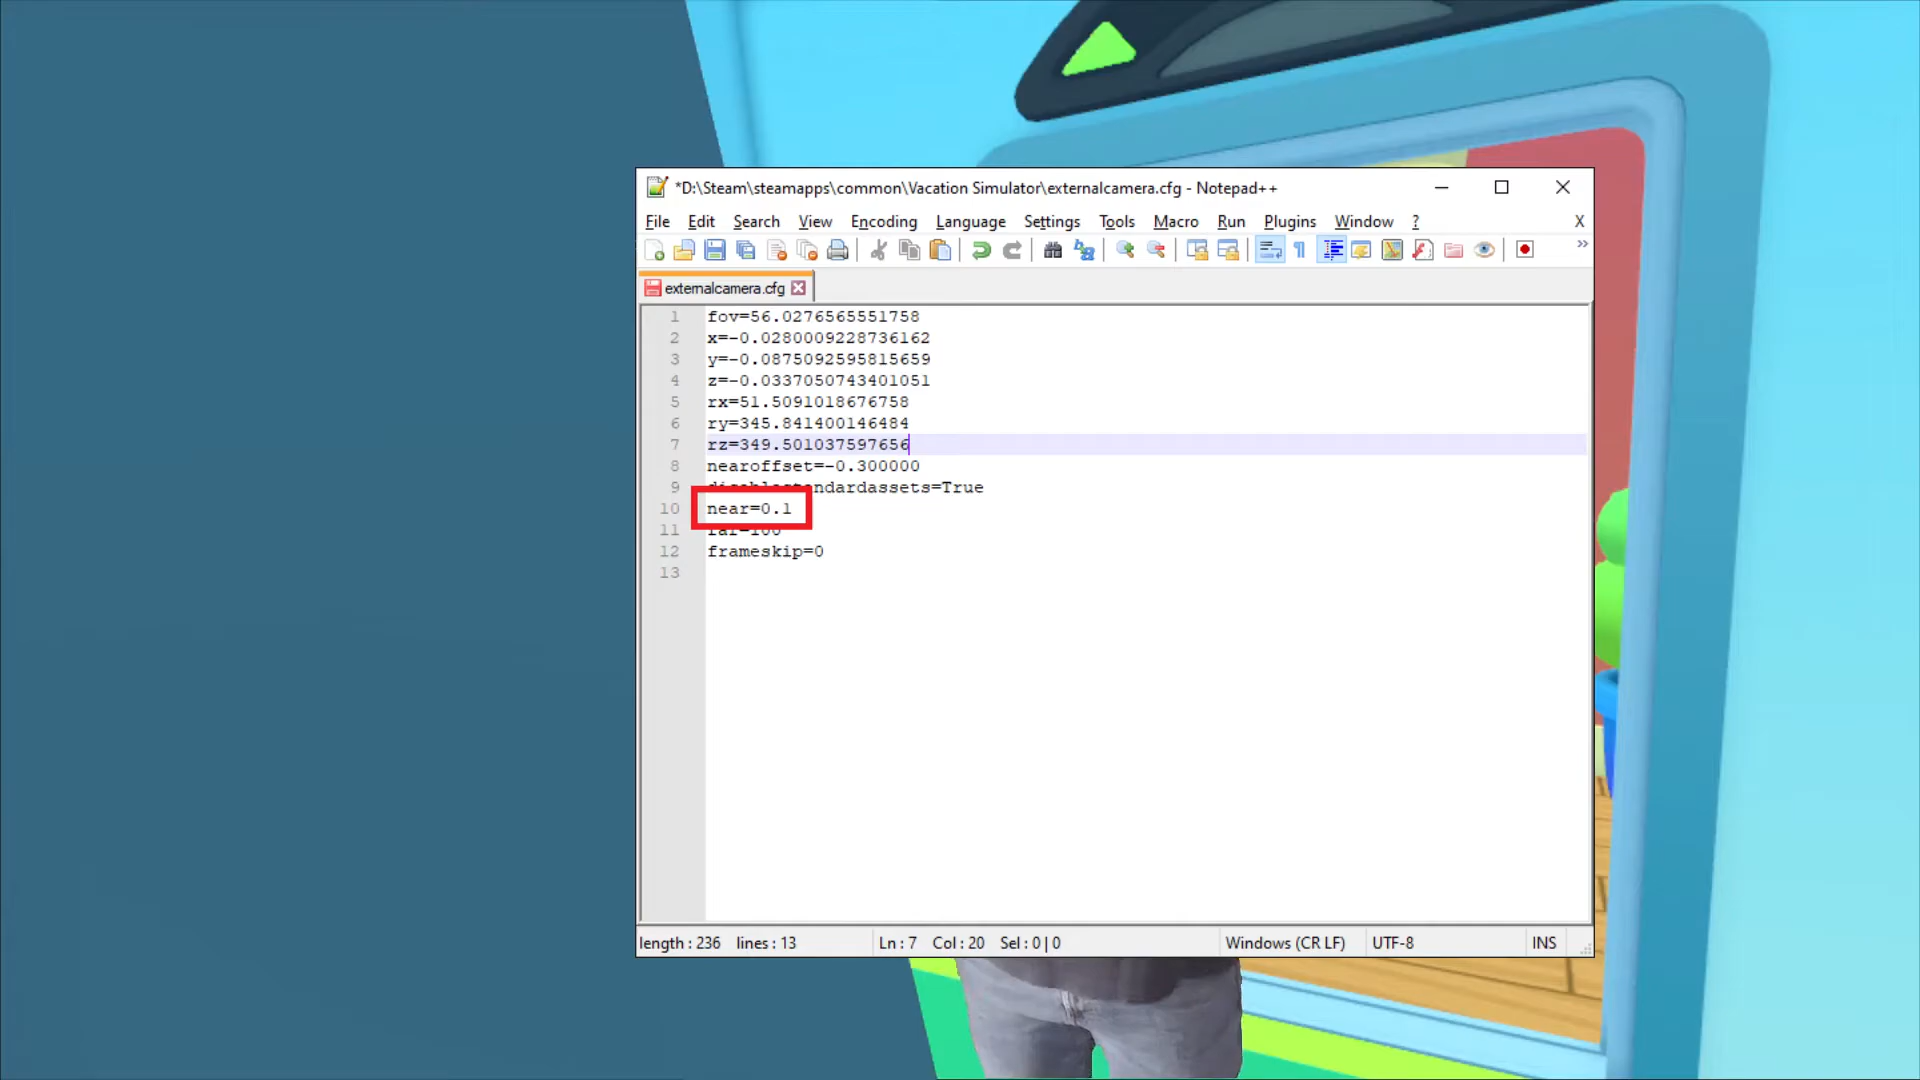 *D:\Steam\steamapps\common\Vacation Simulator\externalcamera.cfg - Notepad++
File Edit Search View Encoding Language Settings Tools Macro Run Plugins Window ? X
externalcamera.cfg
1 fov=56.0276565551758
2 x=-0.0280009228736162
3 y=-0.0875092595815659
4 z=-0.0337050743401051
5 rx=51.5091018676758
6 ry=345.841400146484
7 rz=349.501037597656
8 nearoffset=-0.300000
9 disablestandardassets=True
10 near=0.1
11 far=100
12 frameskip=0
13
length : 236 lines : 13 Ln : 7 Col : 20 Sel : 0 | 0 Windows (CR LF) UTF-8 INS